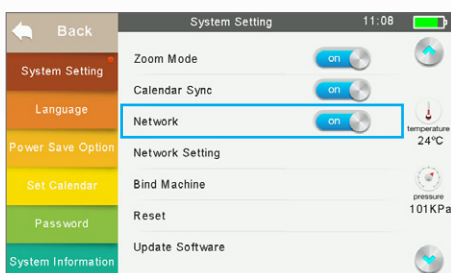 Back
System Setting
11:08
System Setting
Language
Power Save Option
Set Calendar
Password
System Information
Zoom Mode
on
Calendar Sync
on
Network
on
Network Setting
Bind Machine
Reset
Update Software
temperature
24℃
pressure
101KPa